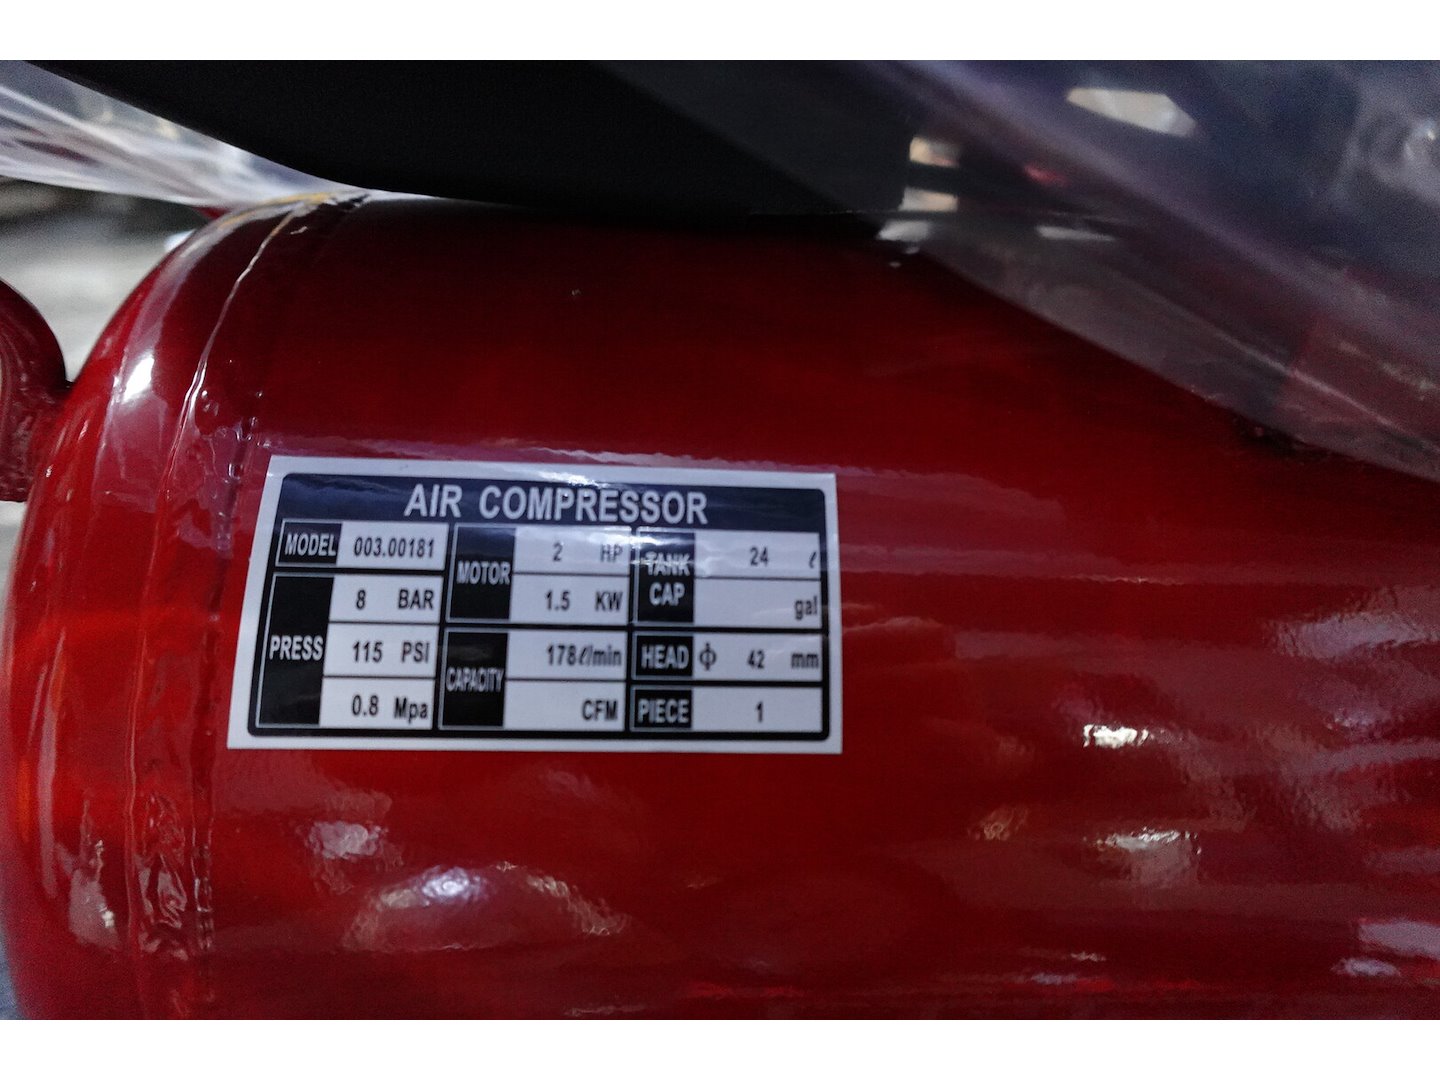 AIR COMPRESSOR
MODEL 003.00181
PRESS 8 BAR
115 PSI
0.8 Mpa
MOTOR 2 HP
1.5 KW
CAPACITY 178ℓ/min
CFM
TANK CAP 24 ℓ
gal
HEAD ϕ 42 mm
PIECE 1